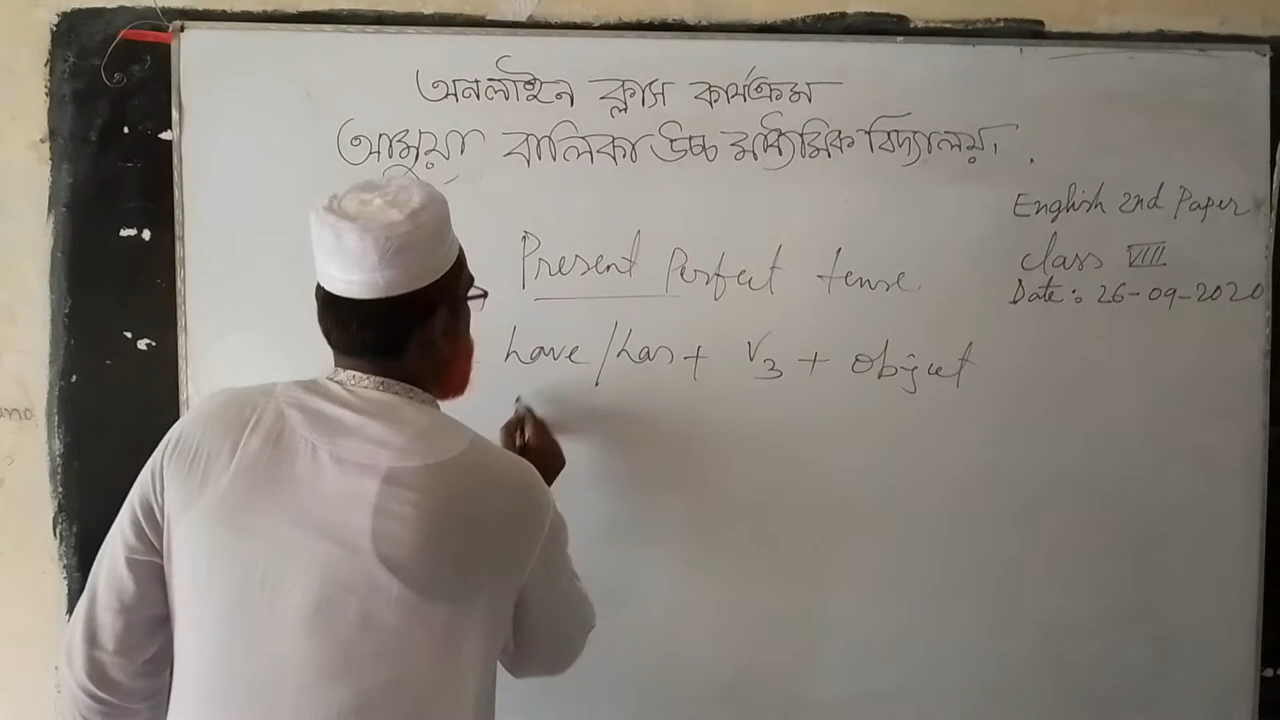 অনলাইন ক্লাস কার্যক্রম
আমুয়া বালিকা উচ্চ মাধ্যমিক বিদ্যালয়।
English 2nd Paper
Class VIII
Date: 26-09-2020
Present Perfect tense
have/has + V3 + Object